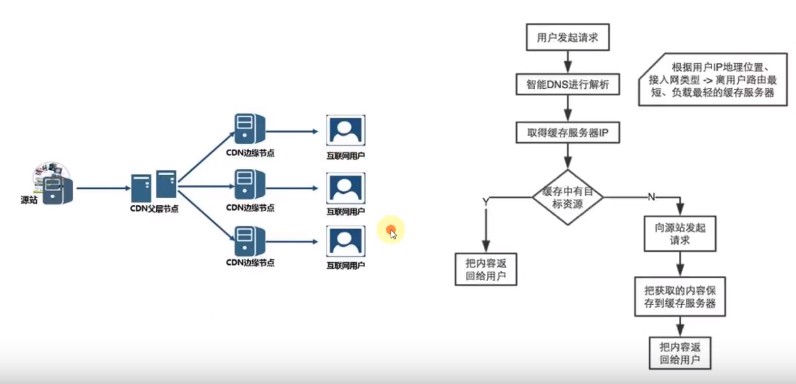 源站
CDN父层节点
CDN边缘节点
互联网用户
CDN边缘节点
互联网用户
CDN边缘节点
互联网用户
用户发起请求
智能DNS进行解析
根据用户IP地理位置、
接入网类型 -> 离用户路由最
短、负载最轻的缓存服务器
取得缓存服务器IP
缓存中有目
标资源
Y
N
把内容返
回给用户
向源站发起
请求
把获取的内容保
存到缓存服务器
把内容返
回给用户